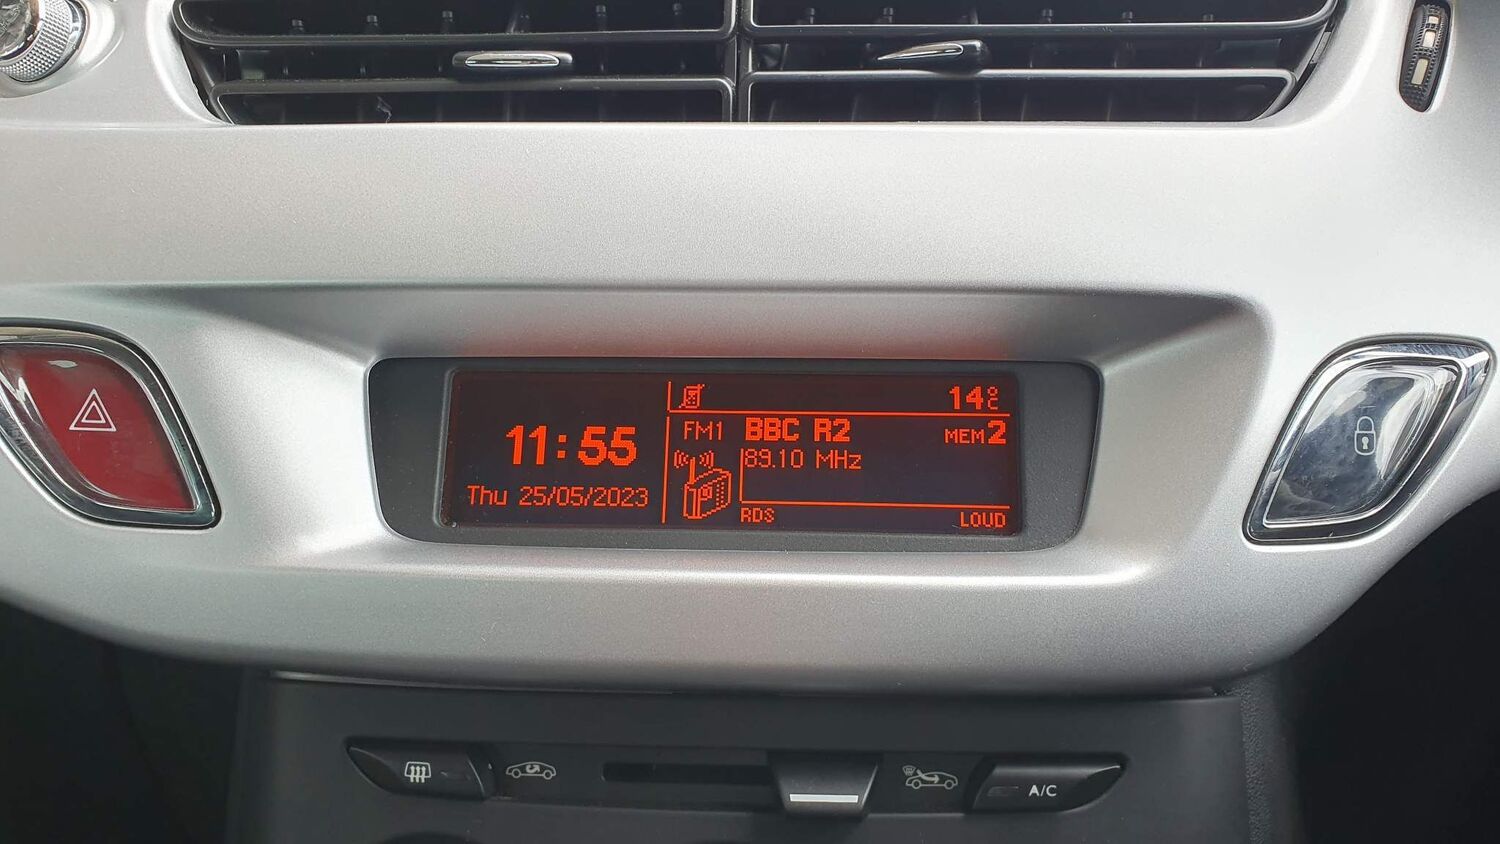 14°C
11:55
FM1 BBC R2 MEM2
89.10 MHz
Thu 25/05/2023
RDS LOUD
A/C